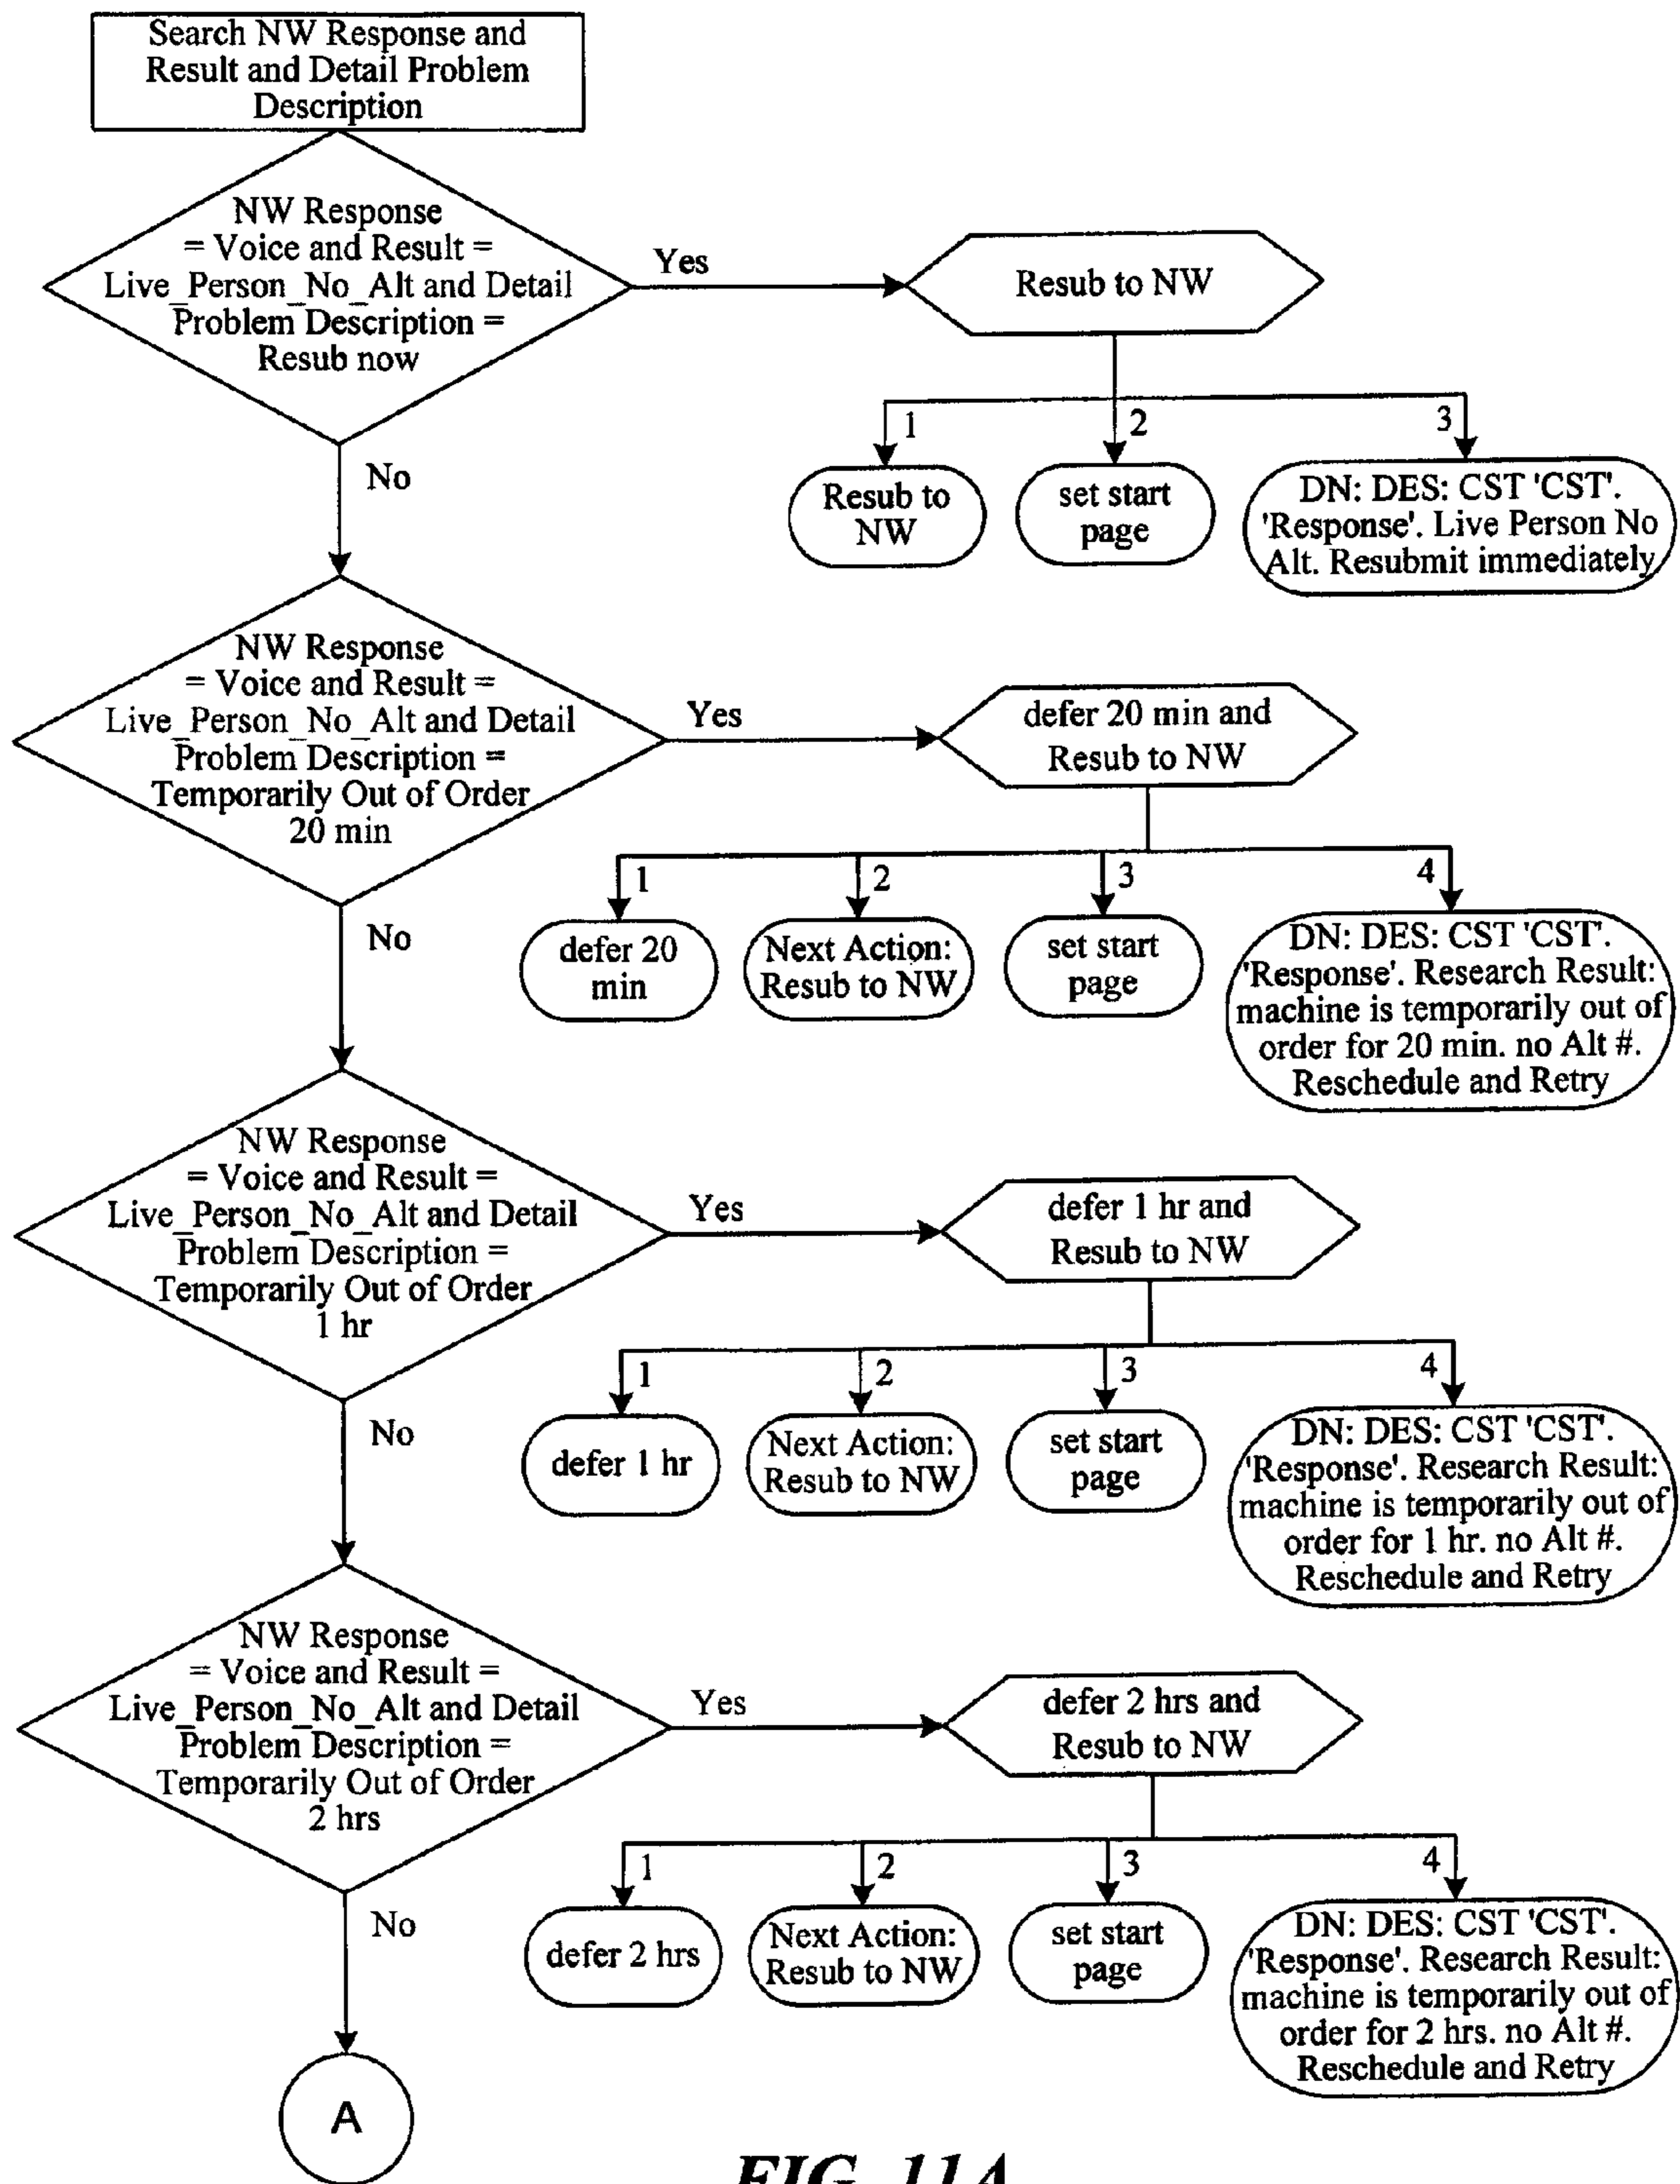 Search NW Response and
Result and Detail Problem
Description
NW Response
= Voice and Result =
Live_Person_No_Alt and Detail
Problem Description =
Resub now
Yes
Resub to NW
No
1
2
3
Resub to
NW
set start
page
DN: DES: CST 'CST'.
'Response'. Live Person No
Alt. Resubmit immediately
NW Response
= Voice and Result =
Live_Person_No_Alt and Detail
Problem Description =
Temporarily Out of Order
20 min
Yes
defer 20 min and
Resub to NW
No
1
2
3
4
defer 20
min
Next Action:
Resub to NW
set start
page
DN: DES: CST 'CST'.
'Response'. Research Result:
machine is temporarily out of
order for 20 min. no Alt #.
Reschedule and Retry
NW Response
= Voice and Result =
Live_Person_No_Alt and Detail
Problem Description =
Temporarily Out of Order
1 hr
Yes
defer 1 hr and
Resub to NW
No
1
2
3
4
defer 1 hr
Next Action:
Resub to NW
set start
page
DN: DES: CST 'CST'.
'Response'. Research Result:
machine is temporarily out of
order for 1 hr. no Alt #.
Reschedule and Retry
NW Response
= Voice and Result =
Live_Person_No_Alt and Detail
Problem Description =
Temporarily Out of Order
2 hrs
Yes
defer 2 hrs and
Resub to NW
No
1
2
3
4
defer 2 hrs
Next Action:
Resub to NW
set start
page
DN: DES: CST 'CST'.
'Response'. Research Result:
machine is temporarily out of
order for 2 hrs. no Alt #.
Reschedule and Retry
A
FIG. 11A